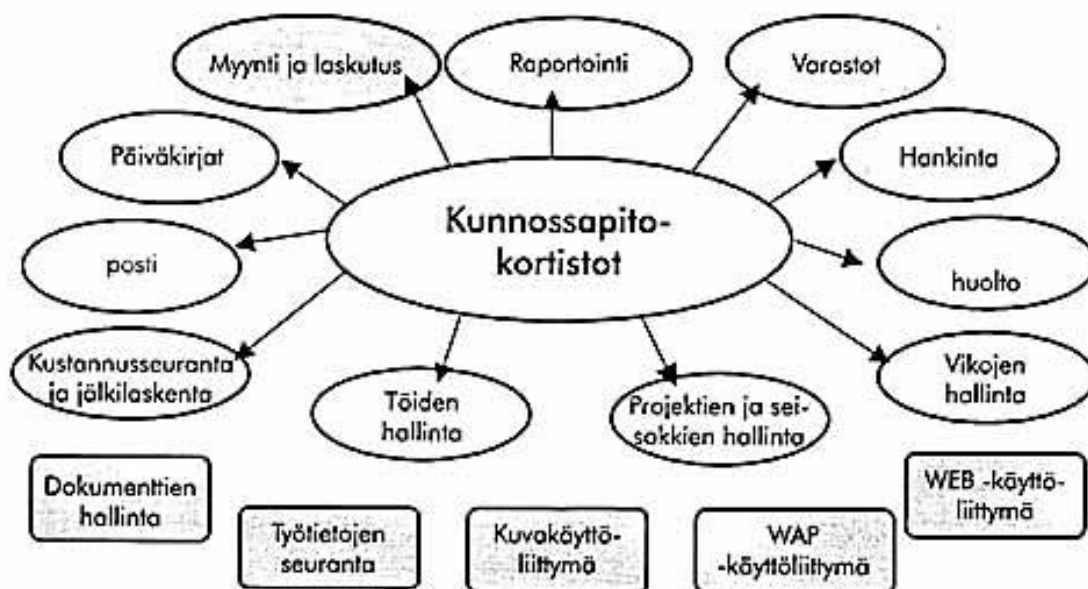 Myynti ja laskutus
Raportointi
Varastot
Päiväkirjat
Hankinta
Kunnossapito-
kortistot
posti
huolto
Kustannusseuranta
ja jälkilaskenta
Töiden
hallinta
Projektien ja sei-
sokkien hallinta
Vikojen
hallinta
Dokumenttien
hallinta
Työtietojen
seuranta
Kuvakäyttö-
liittymä
WAP
-käyttöliittymä
WEB -käyttö-
liittymä